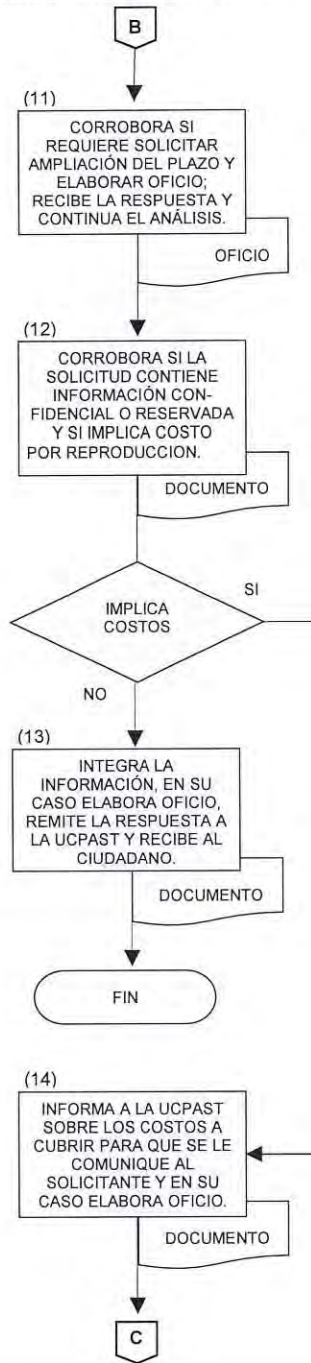 B
(11)
CORROBORA SI
REQUIERE SOLICITAR
AMPLIACIÓN DEL PLAZO Y
ELABORAR OFICIO;
RECIBE LA RESPUESTA Y
CONTINUA EL ANÁLISIS.
OFICIO
(12)
CORROBORA SI LA
SOLICITUD CONTIENE
INFORMACIÓN CON-
FIDENCIAL O RESERVADA
Y SI IMPLICA COSTO
POR REPRODUCCION.
DOCUMENTO
IMPLICA
COSTOS
SI
NO
(13)
INTEGRA LA
INFORMACIÓN, EN SU
CASO ELABORA OFICIO,
REMITE LA RESPUESTA A
LA UCPAST Y RECIBE AL
CIUDADANO.
DOCUMENTO
FIN
(14)
INFORMA A LA UCPAST
SOBRE LOS COSTOS A
CUBRIR PARA QUE SE LE
COMUNIQUE AL
SOLICITANTE Y EN SU
CASO ELABORA OFICIO.
DOCUMENTO
C